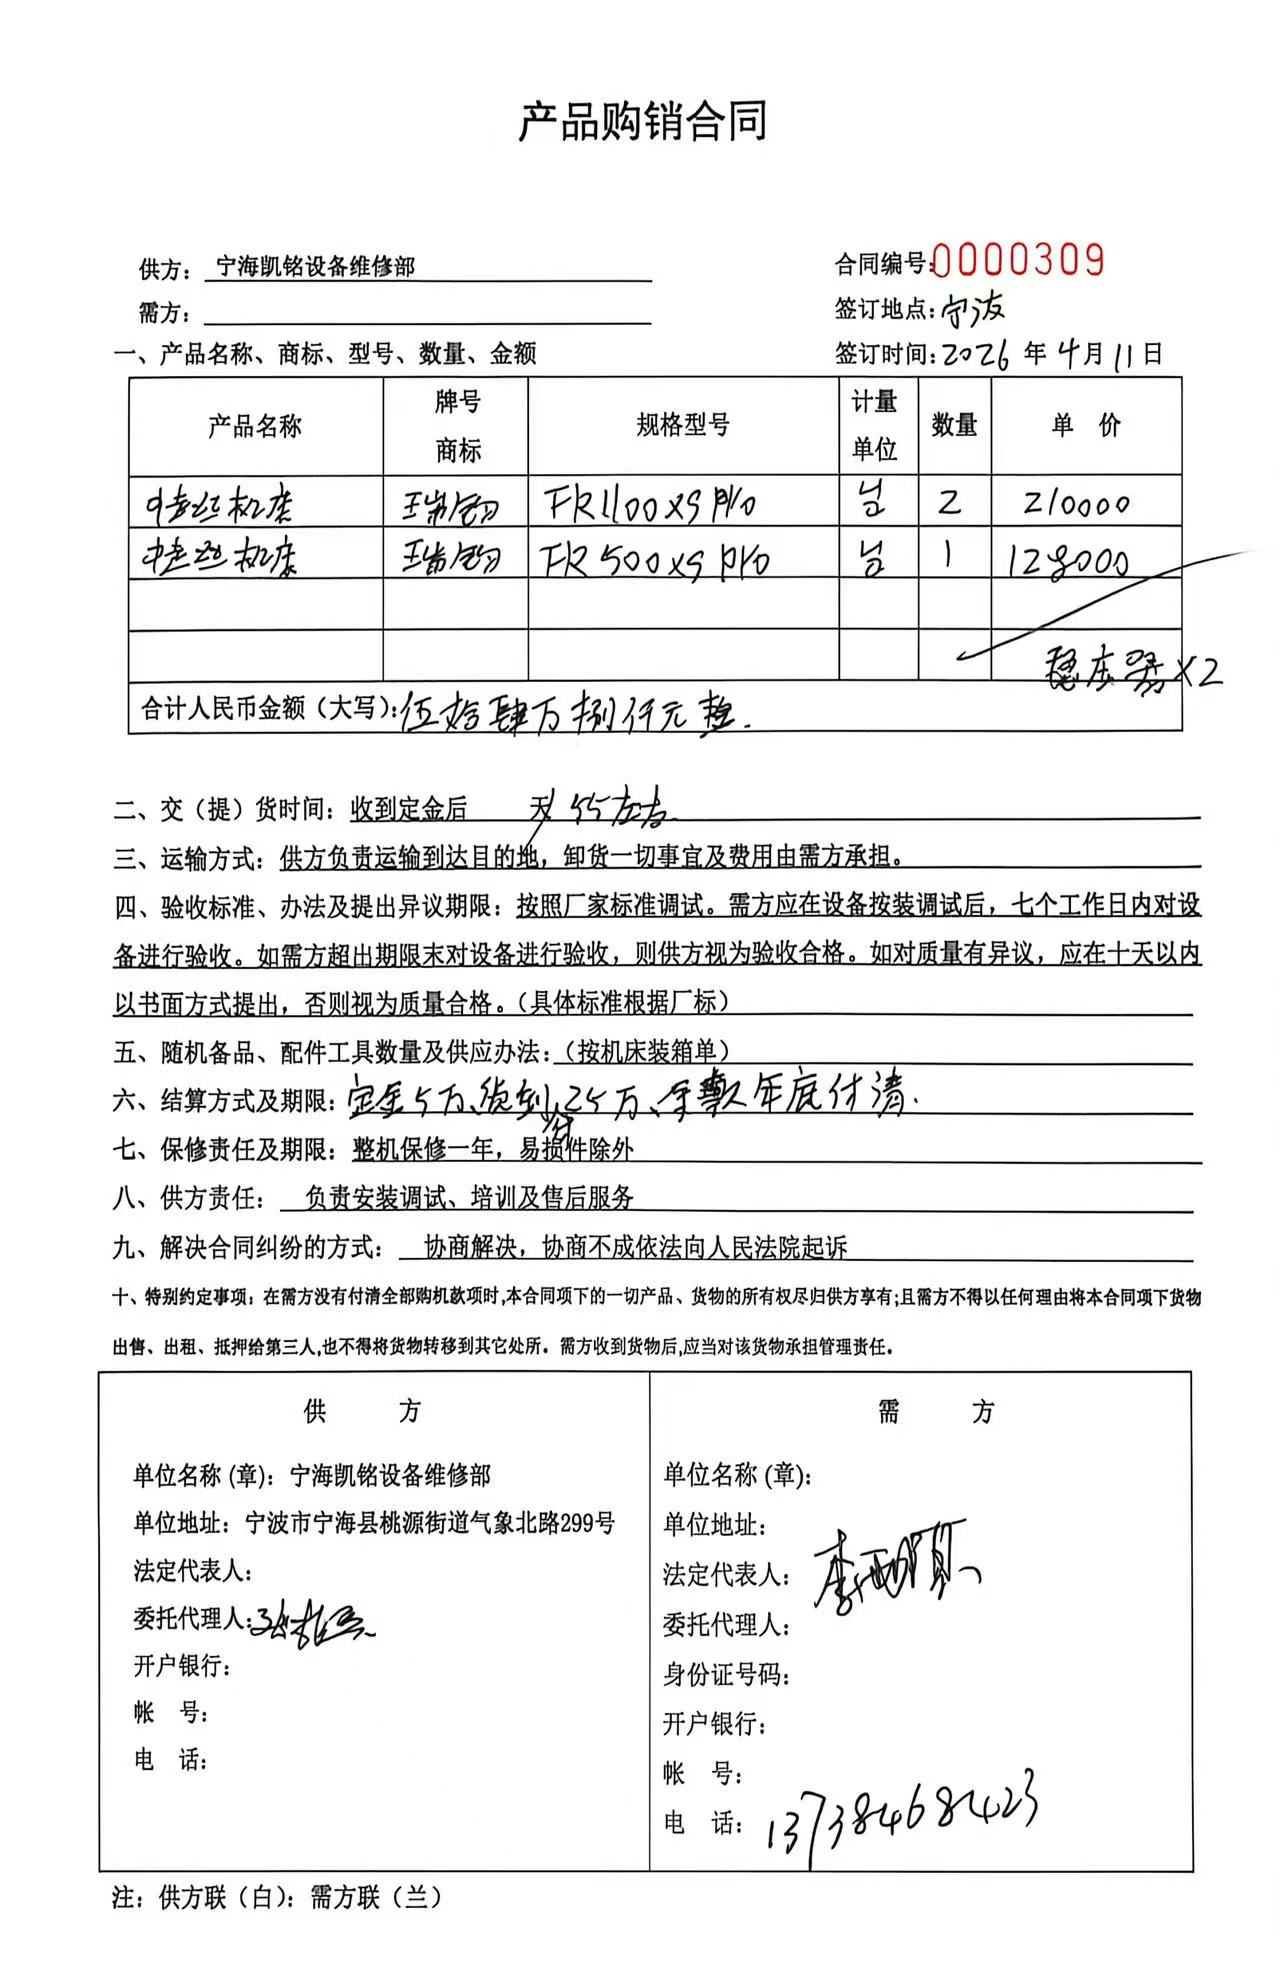 产品购销合同
供方：宁海凯铭设备维修部
合同编号：0000309
需方：
签订地点：宁波
一、产品名称、商标、型号、数量、金额
签订时间：2026年4月11日
产品名称 牌号商标 规格型号 计量单位 数量 单 价
中走丝机床 瑞钧 FR1100XS pro 台 2 210000
中走丝机床 瑞钧 FR500XS pro 台 1 128000
稳压器X2
合计人民币金额（大写）：伍拾肆万捌仟元整.
二、交（提）货时间：收到定金后 天 左右
三、运输方式：供方负责运输到达目的地，卸货一切事宜及费用由需方承担。
四、验收标准、办法及提出异议期限：按照厂家标准调试。需方应在设备按装调试后，七个工作日内对设
备进行验收。如需方超出期限末对设备进行验收，则供方视为验收合格。如对质量有异议，应在十天以内
以书面方式提出，否则视为质量合格。（具体标准根据厂标）
五、随机备品、配件工具数量及供应办法：（按机床装箱单）
六、结算方式及期限：定金5万、货到付25万、余款年底付清.
七、保修责任及期限：整机保修一年，易损件除外
八、供方责任： 负责安装调试、培训及售后服务
九、解决合同纠纷的方式： 协商解决，协商不成依法向人民法院起诉
十、特别约定事项：在需方没有付清全部购机款项时,本合同项下的一切产品、货物的所有权尽归供方享有;且需方不得以任何理由将本合同项下货物
出售、出租、抵押给第三人,也不得将货物转移到其它处所。需方收到货物后,应当对该货物承担管理责任。
供 方
单位名称(章)：宁海凯铭设备维修部
单位地址：宁波市宁海县桃源街道气象北路299号
法定代表人：
委托代理人：
开户银行：
帐 号：
电 话：
需 方
单位名称(章)：
单位地址：
法定代表人：李
委托代理人：
身份证号码：
开户银行：
帐 号：
电 话：13738468423
注：供方联（白）：需方联（兰）